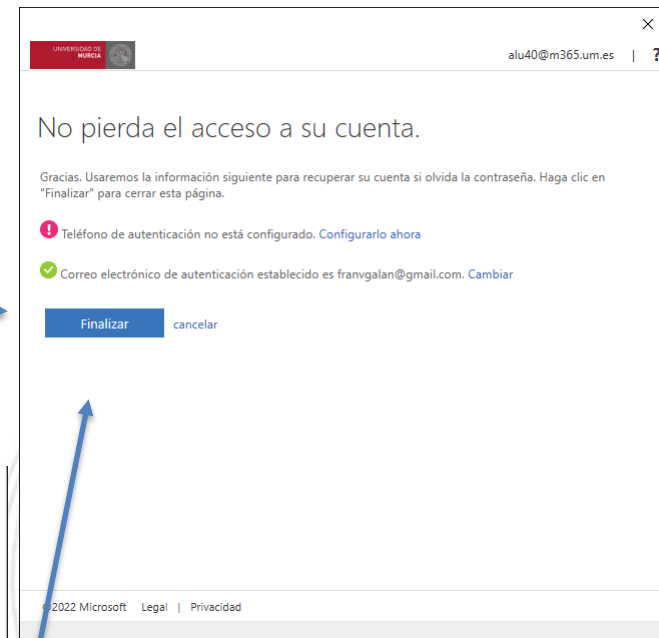 UNIVERSIDAD DE
MURCIA
alu40@m365.um.es | ?
No pierda el acceso a su cuenta.
Gracias. Usaremos la información siguiente para recuperar su cuenta si olvida la contraseña. Haga clic en
"Finalizar" para cerrar esta página.
Teléfono de autenticación no está configurado. Configurarlo ahora
Correo electrónico de autenticación establecido es franvgalan@gmail.com. Cambiar
Finalizar cancelar
©2022 Microsoft Legal | Privacidad